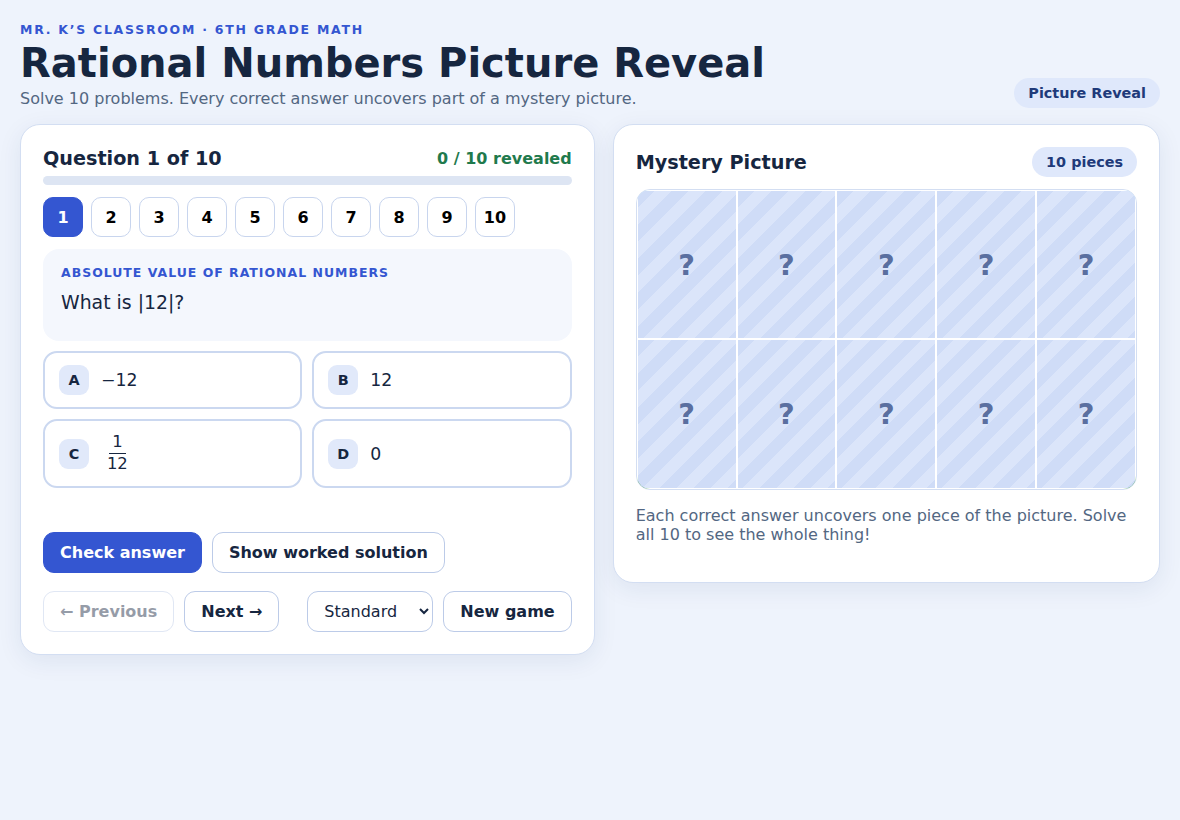 MR. K’S CLASSROOM · 6TH GRADE MATH
Rational Numbers Picture Reveal
Solve 10 problems. Every correct answer uncovers part of a mystery picture.
Picture Reveal
Question 1 of 10
0 / 10 revealed
1 2 3 4 5 6 7 8 9 10
ABSOLUTE VALUE OF RATIONAL NUMBERS
What is |12|?
A −12
B 12
C 1/12
D 0
Check answer
Show worked solution
← Previous
Next →
Standard
New game
Mystery Picture
10 pieces
? ? ? ? ?
? ? ? ? ?
Each correct answer uncovers one piece of the picture. Solve
all 10 to see the whole thing!